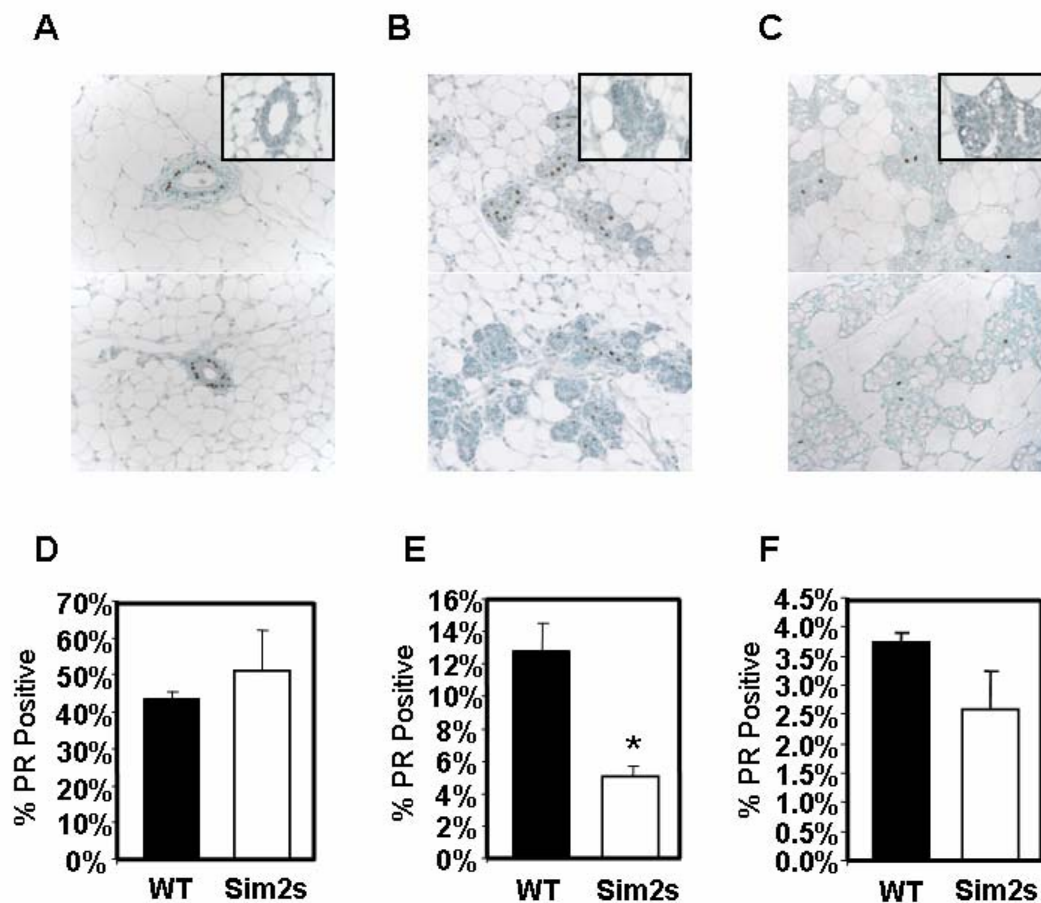 A
B
C
D
E
F
% PR Positive
70%
60%
50%
40%
30%
20%
10%
0%
WT Sim2s
% PR Positive
16%
14%
12%
10%
8%
6%
4%
2%
0%
*
WT Sim2s
% PR Positive
4.5%
4.0%
3.5%
3.0%
2.5%
2.0%
1.5%
1.0%
0.5%
0.0%
WT Sim2s